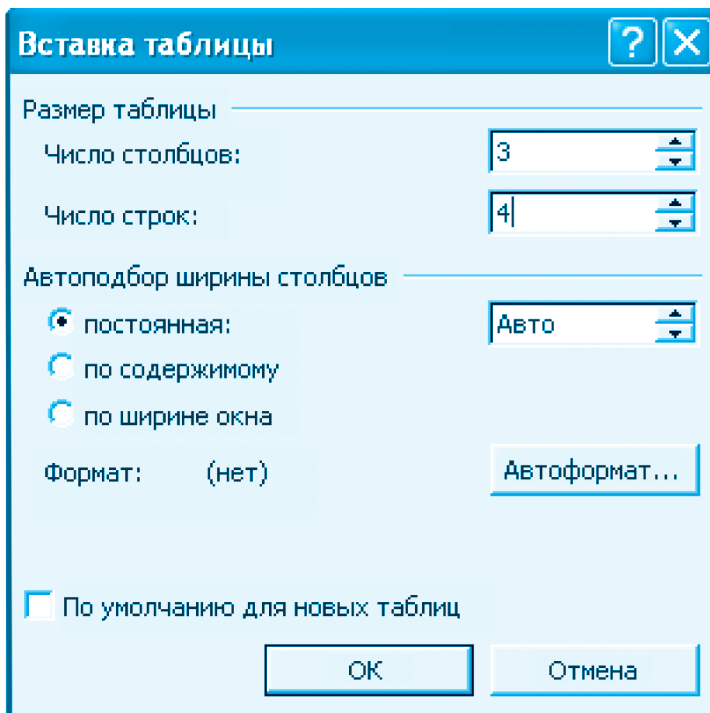 Вставка таблицы
Размер таблицы
Число столбцов: 3
Число строк: 4
Автоподбор ширины столбцов
постоянная: Авто
по содержимому
по ширине окна
Формат: (нет) Автоформат...
По умолчанию для новых таблиц
ОК Отмена